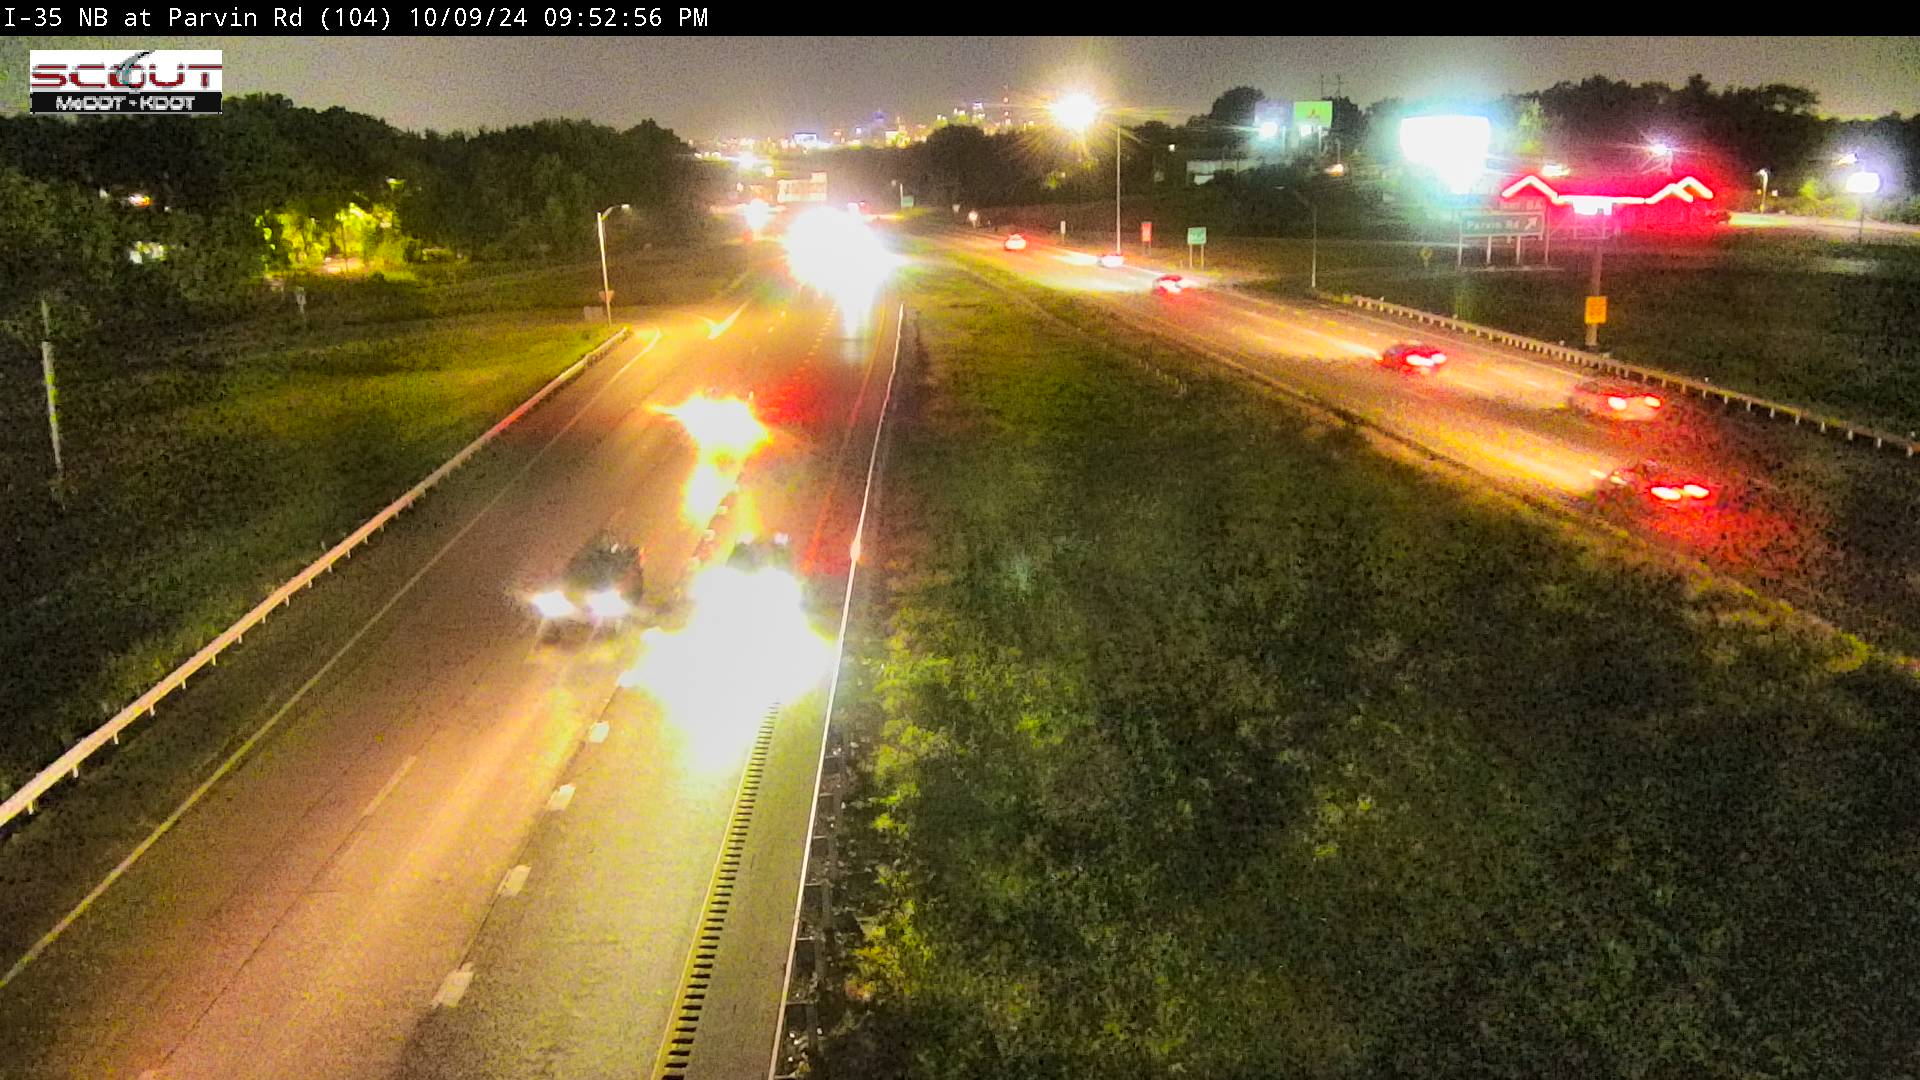 I-35 NB at Parvin Rd (104) 10/09/24 09:52:56 PM
SCOUT
MoDOT - KDOT
Parvin Rd